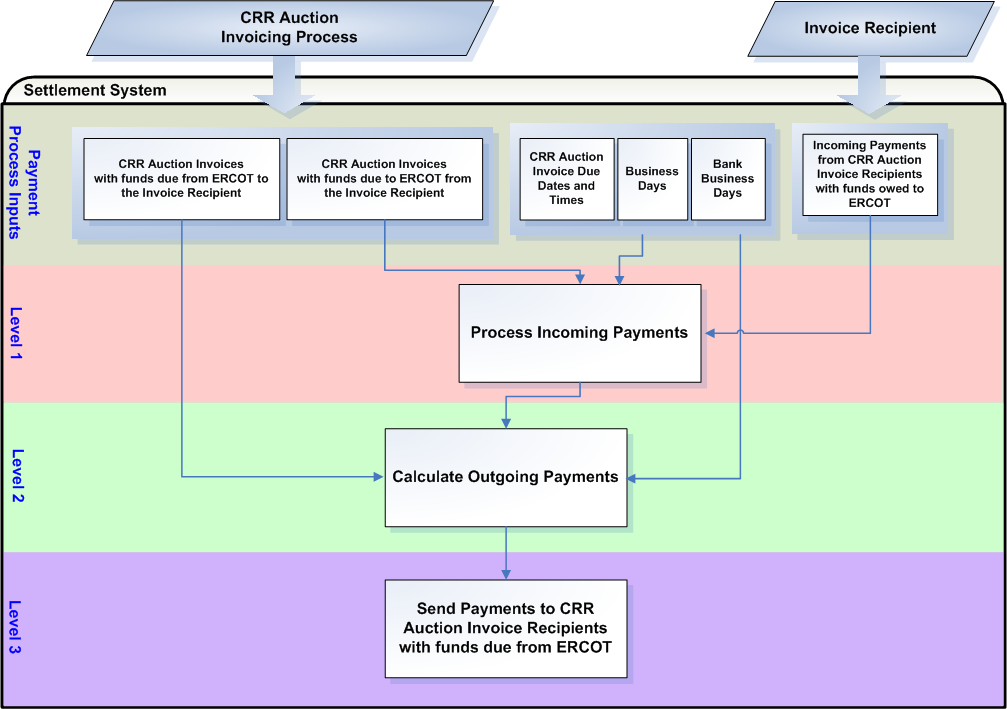 CRR Auction
Invoicing Process
Invoice Recipient
Settlement System
Payment
Process Inputs
CRR Auction Invoices
with funds due from ERCOT to
the Invoice Recipient
CRR Auction Invoices
with funds due to ERCOT from
the Invoice Recipient
CRR Auction
Invoice Due
Dates and
Times
Business
Days
Bank
Business
Days
Incoming Payments
from CRR Auction
Invoice Recipients
with funds owed to
ERCOT
Level 1
Process Incoming Payments
Level 2
Calculate Outgoing Payments
Level 3
Send Payments to CRR
Auction Invoice Recipients
with funds due from ERCOT